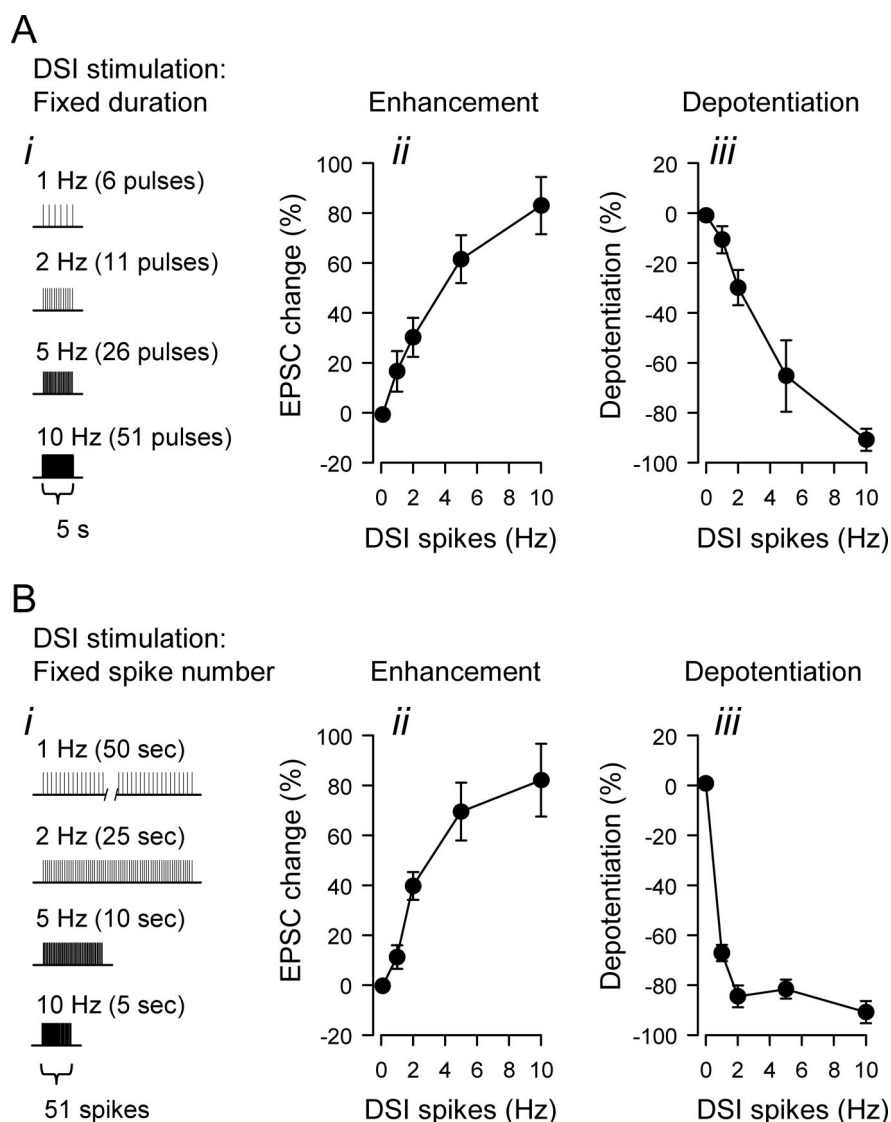 A
DSI stimulation:
Fixed duration
Enhancement
Depotentiation
i
1 Hz (6 pulses)
2 Hz (11 pulses)
5 Hz (26 pulses)
10 Hz (51 pulses)
5 s
ii
EPSC change (%)
100
80
60
40
20
0
-20
0 2 4 6 8 10
DSI spikes (Hz)
iii
Depotentiation (%)
20
0
-20
-40
-60
-80
-100
0 2 4 6 8 10
DSI spikes (Hz)
B
DSI stimulation:
Fixed spike number
Enhancement
Depotentiation
i
1 Hz (50 sec)
2 Hz (25 sec)
5 Hz (10 sec)
10 Hz (5 sec)
51 spikes
ii
EPSC change (%)
100
80
60
40
20
0
-20
0 2 4 6 8 10
DSI spikes (Hz)
iii
Depotentiation (%)
20
0
-20
-40
-60
-80
-100
0 2 4 6 8 10
DSI spikes (Hz)